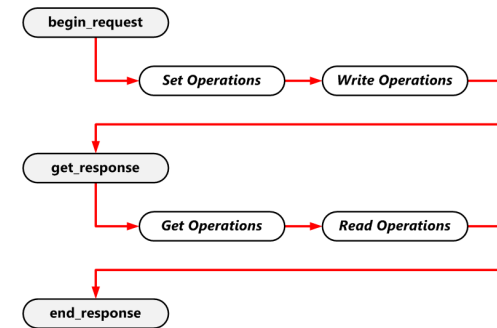 begin_request
Set Operations
Write Operations
get_response
Get Operations
Read Operations
end_response